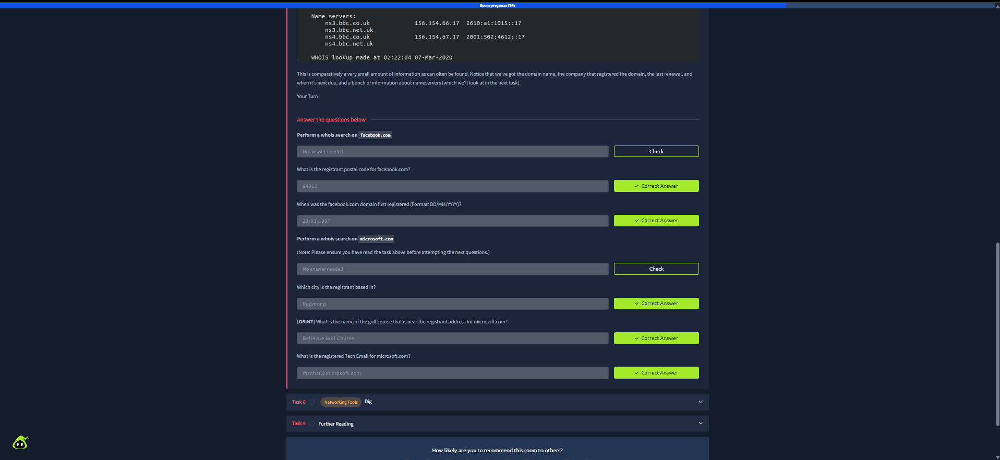 Room progress: 79%
Name servers:
ns3.bbc.co.uk 156.154.66.17 2610:a1:1015::17
ns3.bbc.net.uk
ns4.bbc.co.uk 156.154.67.17 2001:502:4612::17
ns4.bbc.net.uk
WHOIS lookup made at 02:22:04 07-Mar-2020
This is comparatively a very small amount of information as can often be found. Notice that we've got the domain name, the company that registered the domain, the last renewal, and
when it's next due, and a bunch of information about nameservers (which we'll look at in the next task).
Your Turn
Answer the questions below
Perform a whois search on facebook.com
No answer needed Check
What is the registrant postal code for facebook.com?
94025 ✓ Correct Answer
When was the facebook.com domain first registered (Format: DD/MM/YYYY)?
29/03/1997 ✓ Correct Answer
Perform a whois search on microsoft.com
(Note: Please ensure you have read the task above before attempting the next questions.)
No answer needed Check
Which city is the registrant based in?
Redmond ✓ Correct Answer
[OSINT] What is the name of the golf course that is near the registrant address for microsoft.com?
Bellevue Golf Course ✓ Correct Answer
What is the registered Tech Email for microsoft.com?
msnhst@microsoft.com ✓ Correct Answer
Task 8 Networking Tools Dig
Task 9 Further Reading
How likely are you to recommend this room to others?